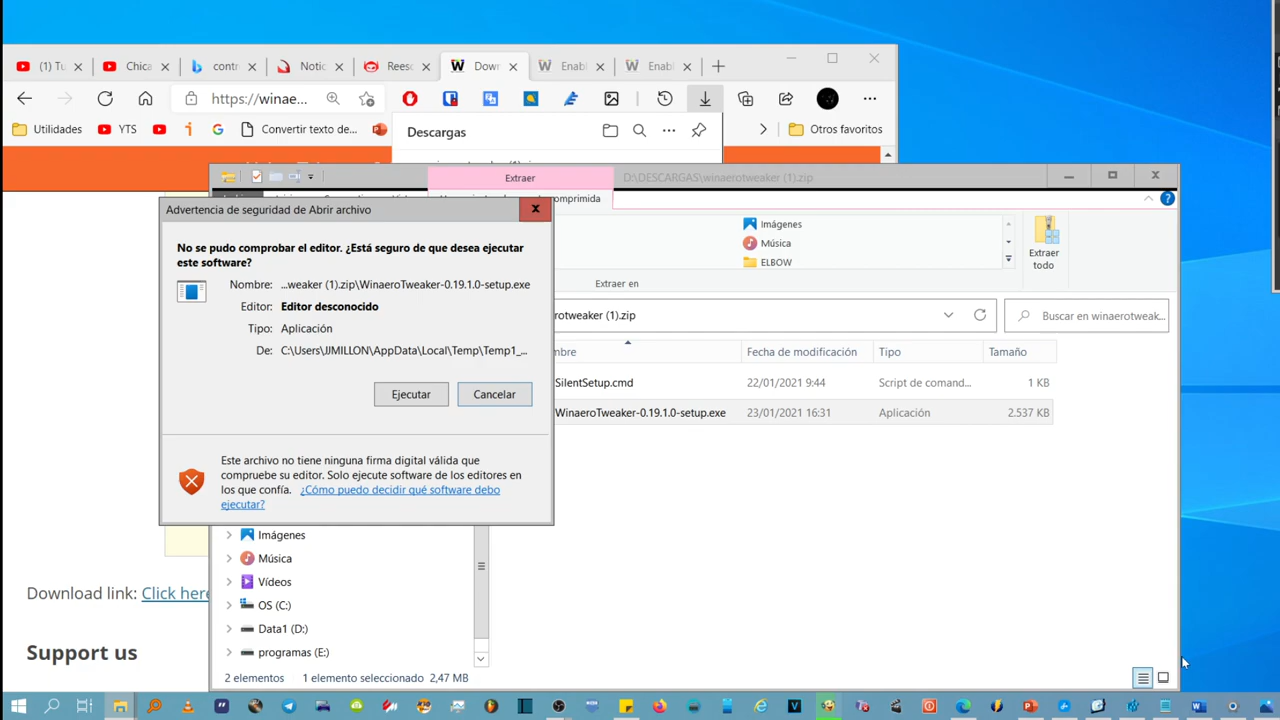 (1) Tu
Chica
contr
Notic
Reesc
Down
Enabl
Enabl
https://winae...
Utilidades
YTS
Convertir texto de...
Descargas
Otros favoritos
Extraer
D:\DESCARGAS\winaerotweaker (1).zip
omprimida
Advertencia de seguridad de Abrir archivo
No se pudo comprobar el editor. ¿Está seguro de que desea ejecutar
este software?
Nombre: ...weaker (1).zip\WinaeroTweaker-0.19.1.0-setup.exe
Editor: Editor desconocido
Tipo: Aplicación
De: C:\Users\JJMILLON\AppData\Local\Temp\Temp1_...
Ejecutar
Cancelar
Este archivo no tiene ninguna firma digital válida que
compruebe su editor. Solo ejecute software de los editores en
los que confía. ¿Cómo puedo decidir qué software debo
ejecutar?
Imágenes
Música
ELBOW
Extraer en
Extraer
todo
rotweaker (1).zip
Buscar en winaerotweak...
mbre
Fecha de modificación
Tipo
Tamaño
SilentSetup.cmd
22/01/2021 9:44
Script de comand...
1 KB
WinaeroTweaker-0.19.1.0-setup.exe
23/01/2021 16:31
Aplicación
2.537 KB
Imágenes
Música
Vídeos
OS (C:)
Data1 (D:)
programas (E:)
2 elementos
1 elemento seleccionado 2,47 MB
Download link: Click here
Support us